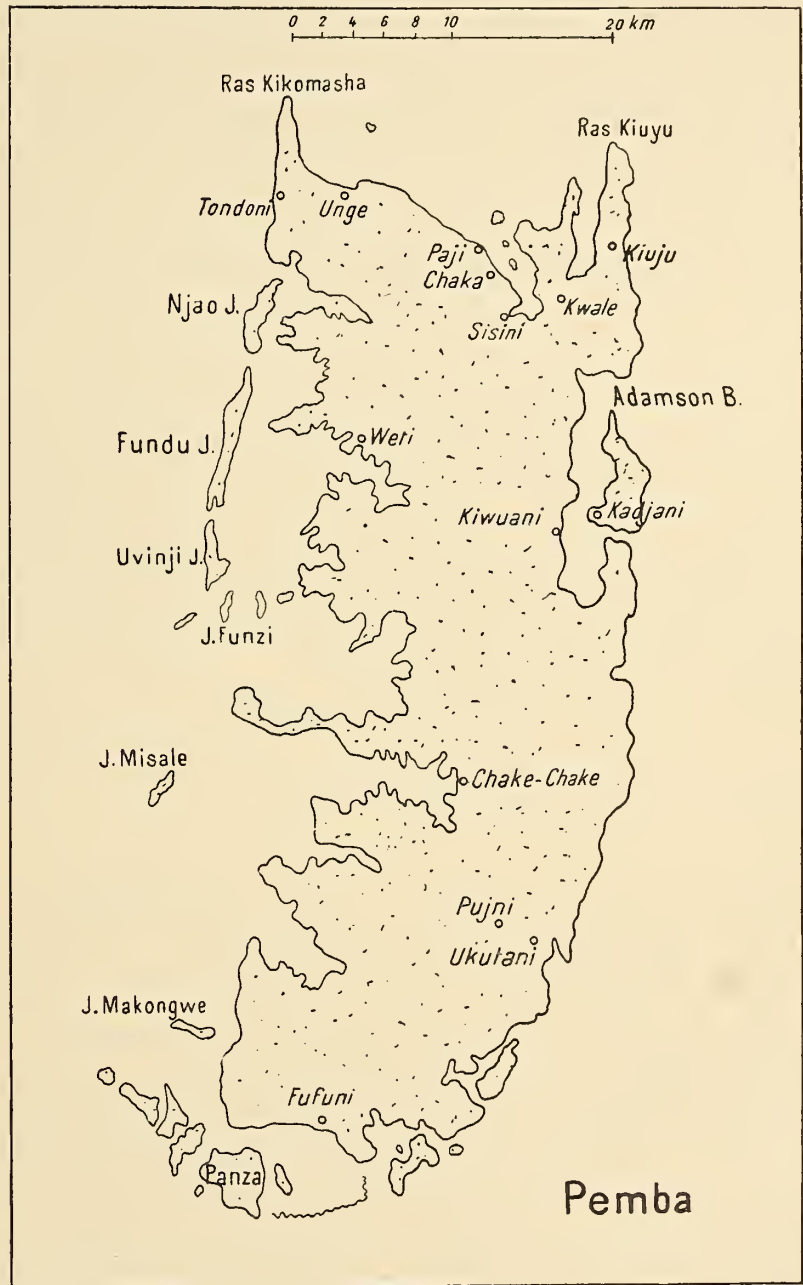 0 2 4 6 8 10 20 km
Ras Kikomasha
Ras Kiuyu
Tondoni
Unge
Paji
Kiuju
Chaka
Njao J.
Kwale
Sisini
Adamson B.
Fundu J.
Weti
Kiwuani
Kadjani
Uvinji J.
J. Funzi
J. Misale
Chake-Chake
Pujni
Ukutani
J. Makongwe
Fufuni
Panza
Pemba